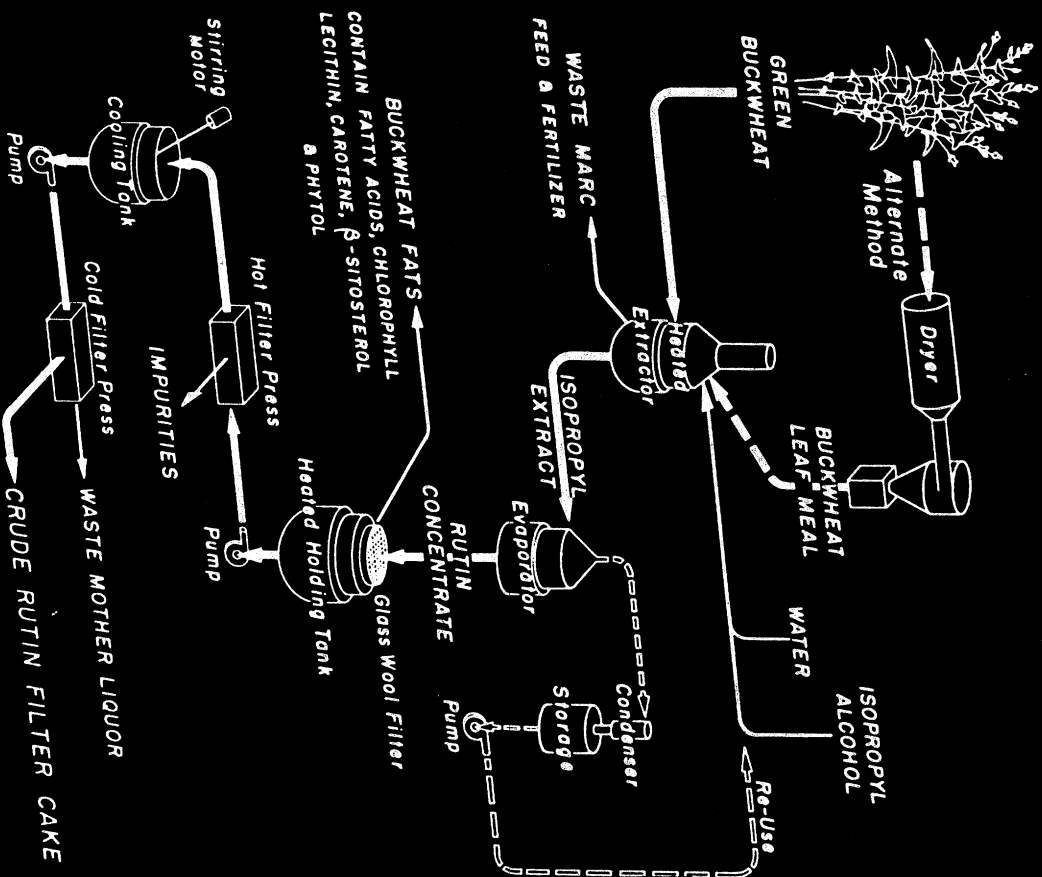 GREEN
BUCKWHEAT
Alternate
Method
Dryer
BUCKWHEAT
LEAF MEAL
WATER
ISOPROPYL
ALCOHOL
Re-Use
WASTE MARC
FEED & FERTILIZER
Heated
Extractor
ISOPROPYL
EXTRACT
Evaporator
Condenser
Storage
Pump
RUTIN
CONCENTRATE
BUCKWHEAT FATS
CONTAIN FATTY ACIDS, CHLOROPHYLL
LECITHIN, CAROTENE, β-SITOSTEROL
& PHYTOL
Glass Wool Filter
Heated Holding Tank
Pump
Hot Filter Press
IMPURITIES
Stirring
Motor
Cooling Tank
Pump
Cold Filter Press
WASTE MOTHER LIQUOR
CRUDE RUTIN FILTER CAKE